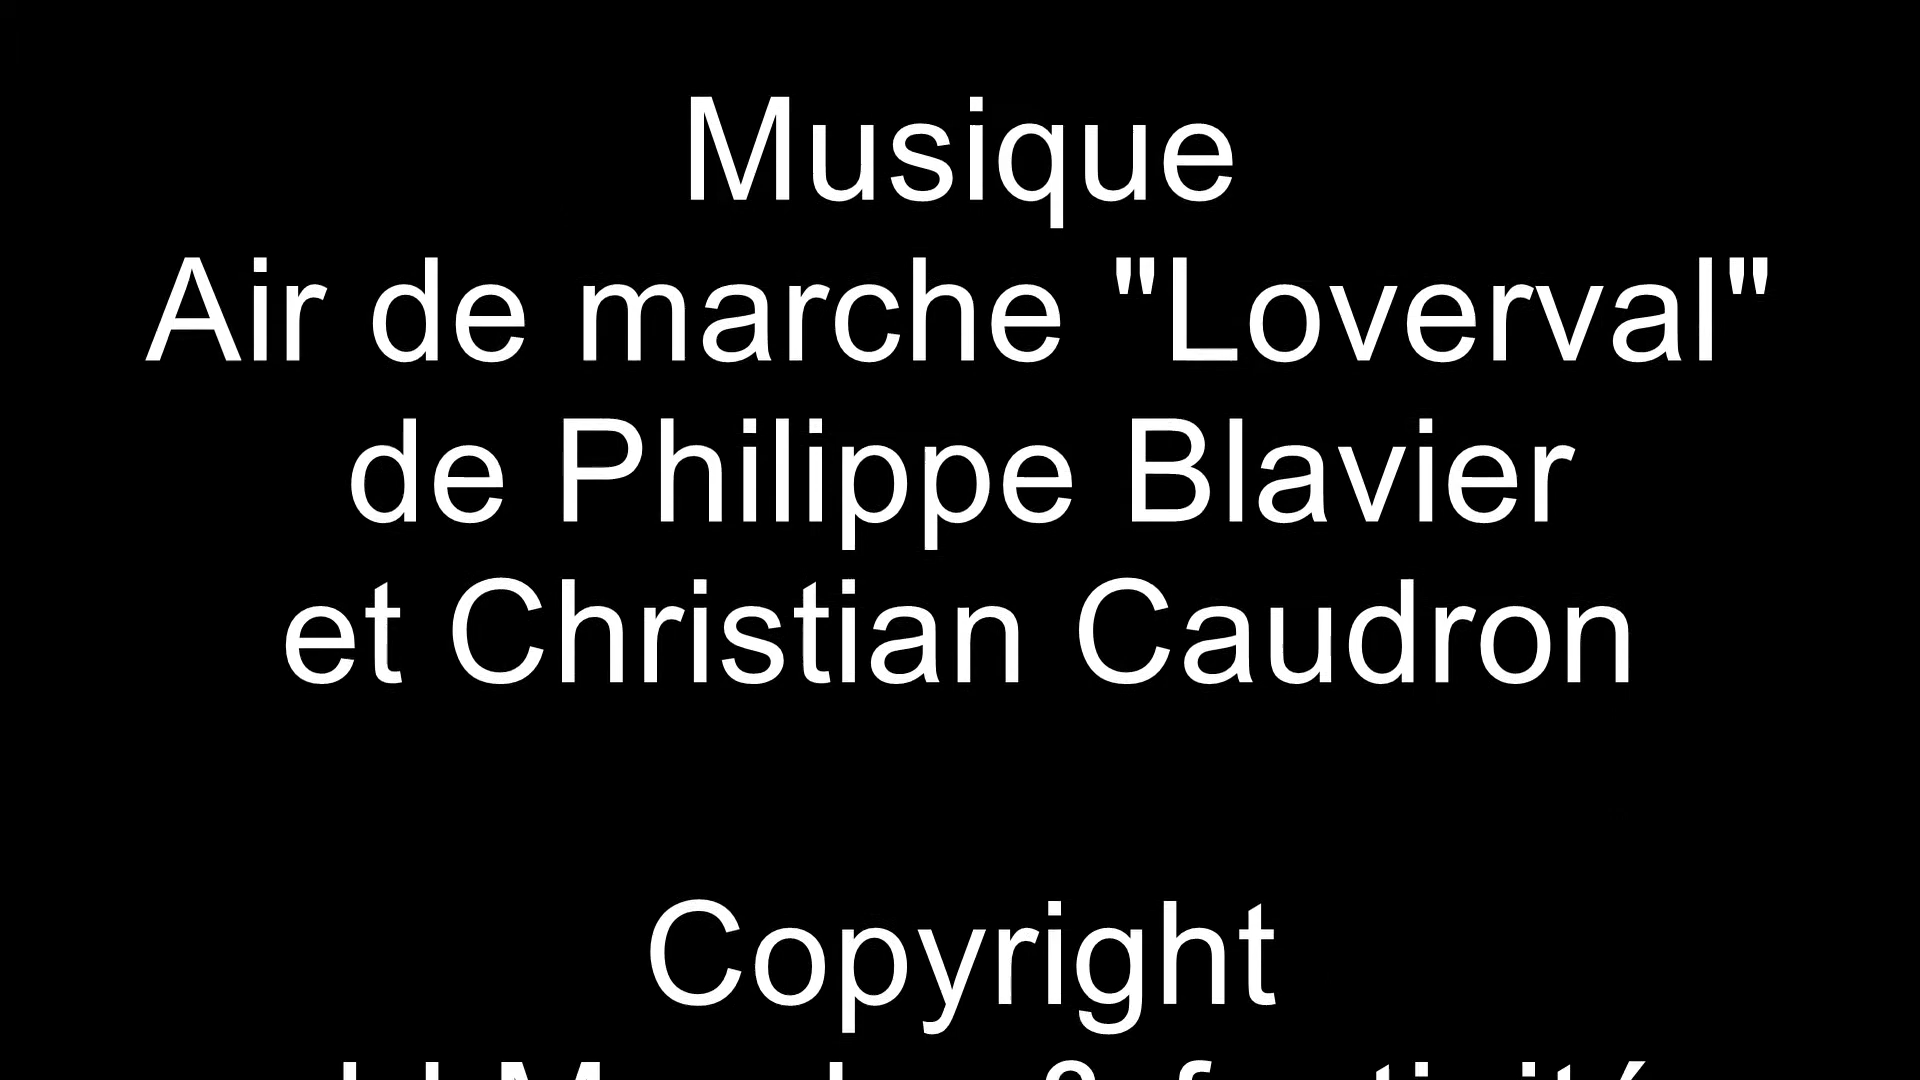 Musique
Air de marche "Loverval"
de Philippe Blavier
et Christian Caudron
Copyright